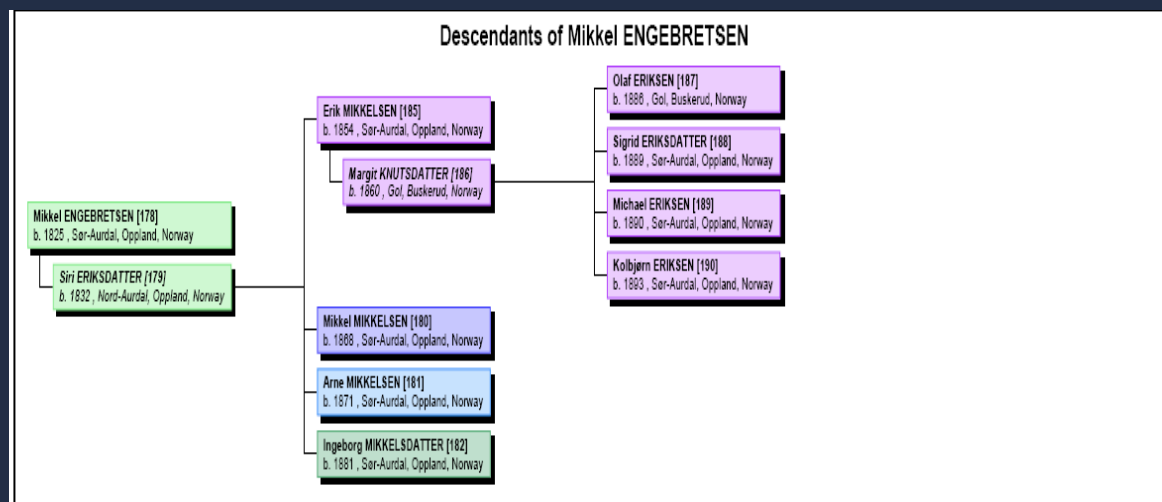 Descendants of Mikkel ENGEBRETSEN
Mikkel ENGEBRETSEN [178]
b. 1825 , Sør-Aurdal, Oppland, Norway
Siri ERIKSDATTER [179]
b. 1832 , Nord-Aurdal, Oppland, Norway
Erik MIKKELSEN [185]
b. 1854 , Sør-Aurdal, Oppland, Norway
Margit KNUTSDATTER [186]
b. 1860 , Gol, Buskerud, Norway
Olaf ERIKSEN [187]
b. 1886 , Gol, Buskerud, Norway
Sigrid ERIKSDATTER [188]
b. 1889 , Sør-Aurdal, Oppland, Norway
Michael ERIKSEN [189]
b. 1890 , Sør-Aurdal, Oppland, Norway
Kolbjørn ERIKSEN [190]
b. 1893 , Sør-Aurdal, Oppland, Norway
Mikkel MIKKELSEN [180]
b. 1868 , Sør-Aurdal, Oppland, Norway
Arne MIKKELSEN [181]
b. 1871 , Sør-Aurdal, Oppland, Norway
Ingeborg MIKKELSDATTER [182]
b. 1881 , Sør-Aurdal, Oppland, Norway